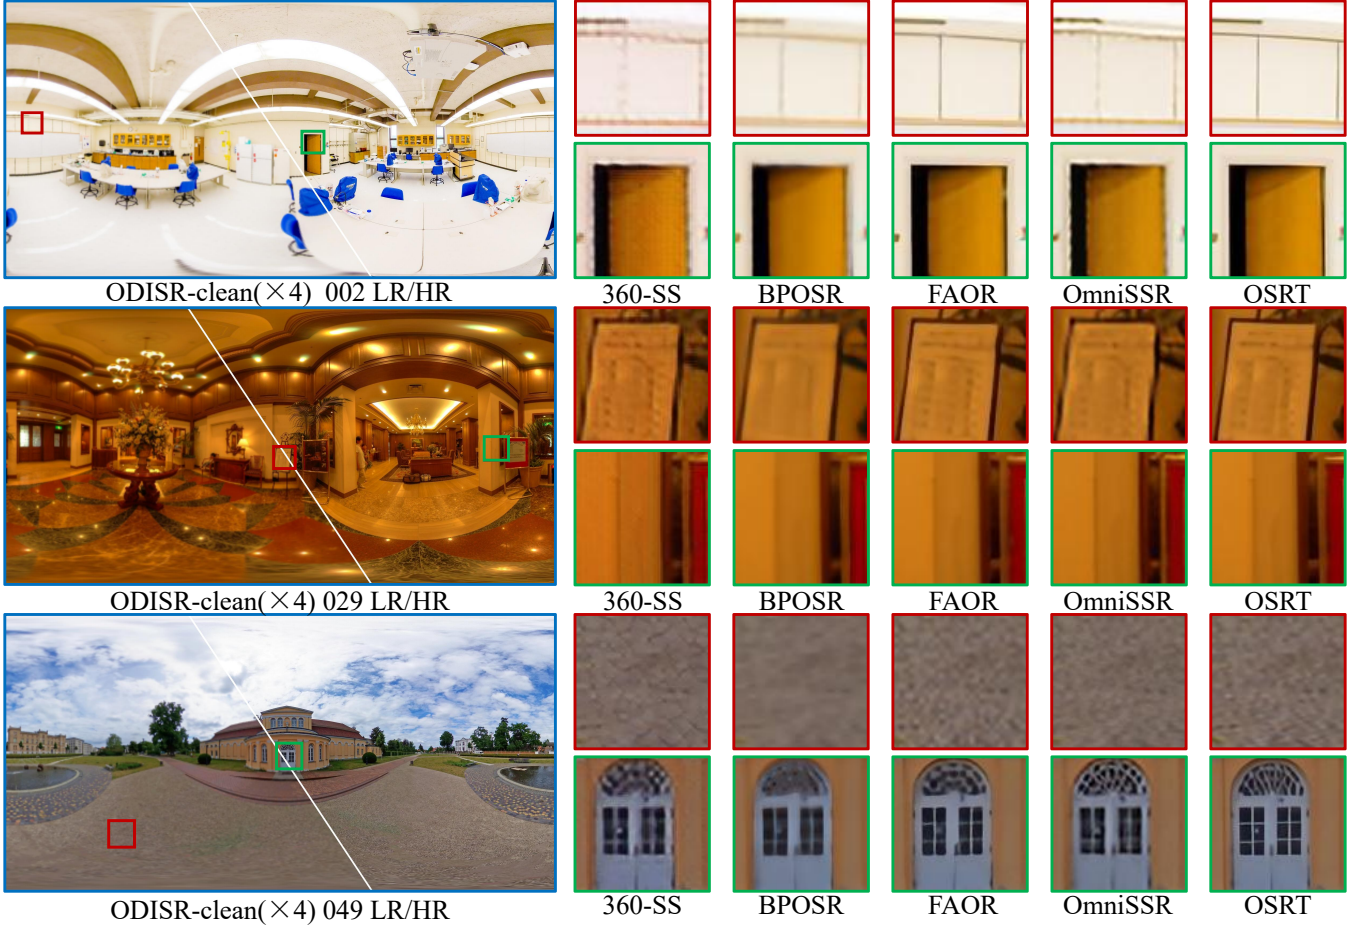 ODISR-clean(×4) 002 LR/HR
360-SS BPOSR FAOR OmniSSR OSRT
ODISR-clean(×4) 029 LR/HR
360-SS BPOSR FAOR OmniSSR OSRT
ODISR-clean(×4) 049 LR/HR
360-SS BPOSR FAOR OmniSSR OSRT